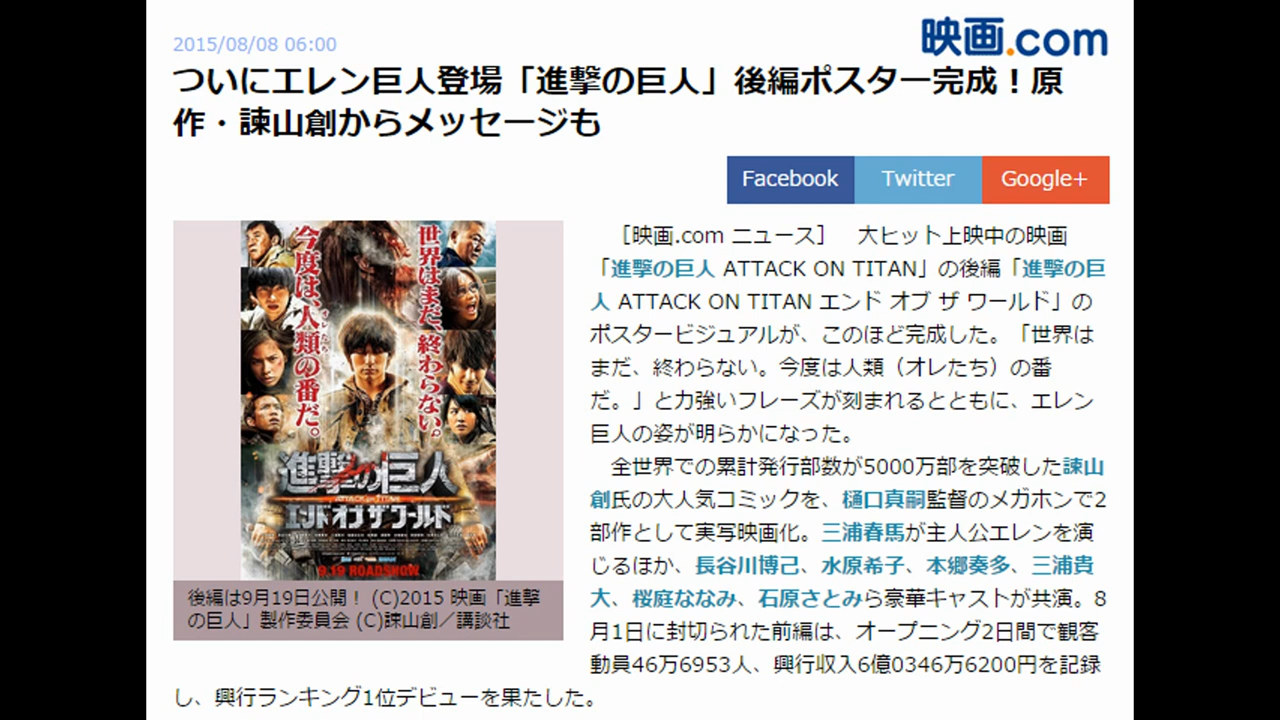 2015/08/08 06:00
映画.com
ついにエレン巨人登場「進撃の巨人」後編ポスター完成！原
作・諫山創からメッセージも
Facebook
Twitter
Google+
世界はまだ、終わらない。
今度は、人類の番だ。
オレたち
進撃の巨人
ATTACK ON TITAN
エンド オブ ザ ワールド
9.19 ROADSHOW
後編は9月19日公開！ (C)2015 映画「進撃
の巨人」製作委員会 (C)諫山創／講談社
［映画.com ニュース］　大ヒット上映中の映画
「進撃の巨人 ATTACK ON TITAN」の後編「進撃の巨
人 ATTACK ON TITAN エンド オブ ザ ワールド」の
ポスタービジュアルが、このほど完成した。「世界は
まだ、終わらない。今度は人類（オレたち）の番
だ。」と力強いフレーズが刻まれるとともに、エレン
巨人の姿が明らかになった。
全世界での累計発行部数が5000万部を突破した諫山
創氏の大人気コミックを、樋口真嗣監督のメガホンで2
部作として実写映画化。三浦春馬が主人公エレンを演
じるほか、長谷川博己、水原希子、本郷奏多、三浦貴
大、桜庭ななみ、石原さとみら豪華キャストが共演。8
月1日に封切られた前編は、オープニング2日間で観客
動員46万6953人、興行収入6億0346万6200円を記録
し、興行ランキング1位デビューを果たした。